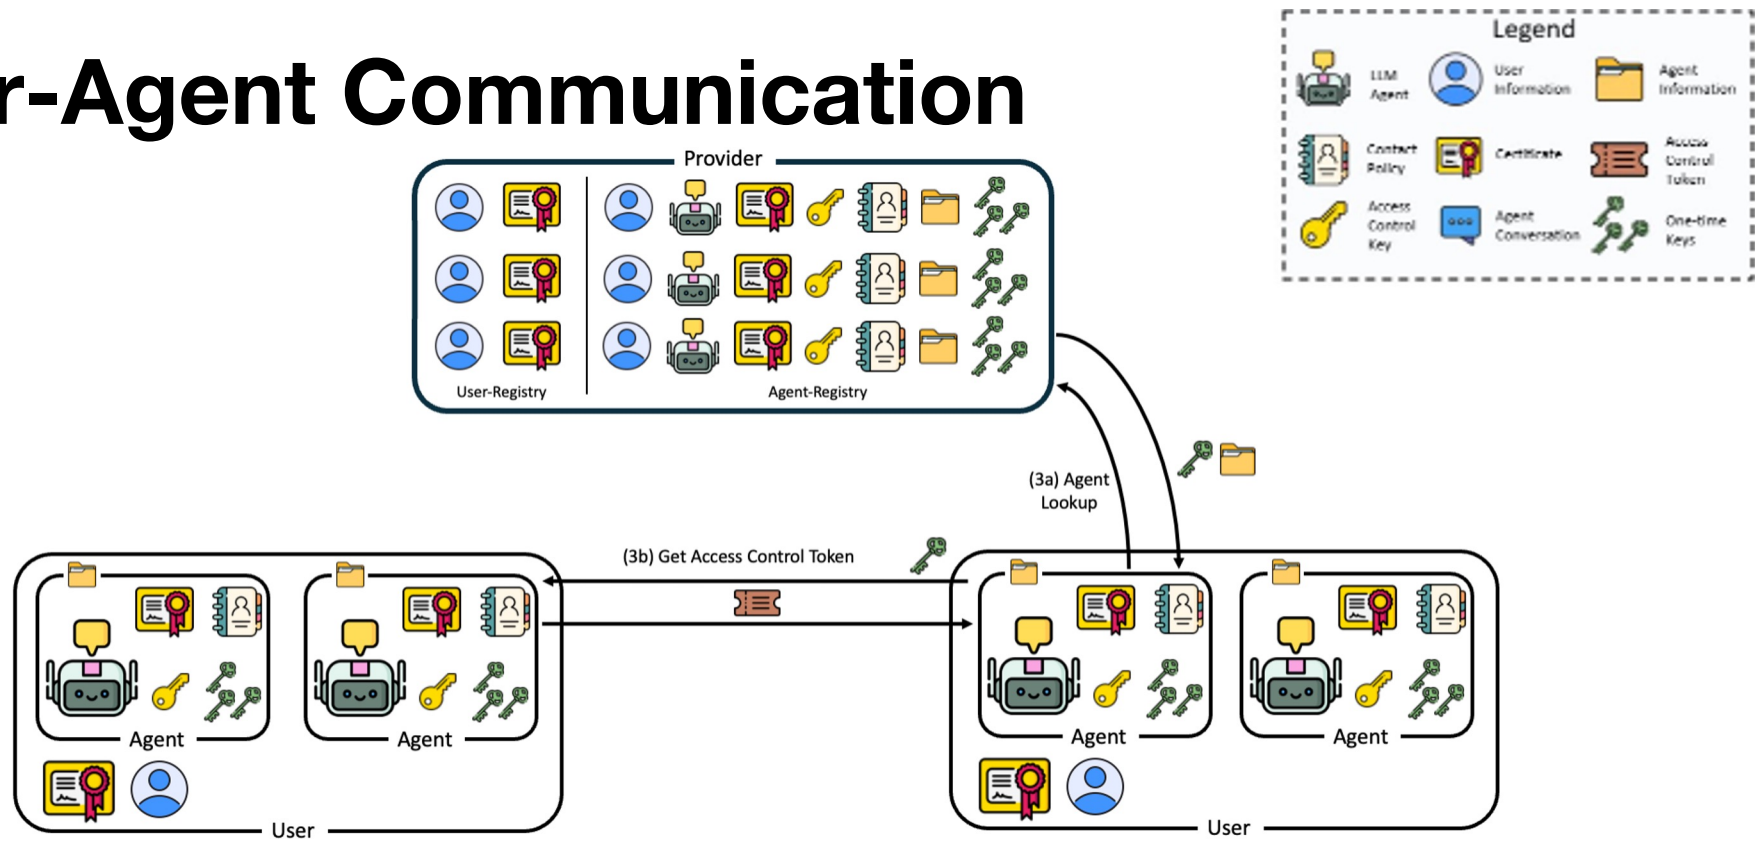 r-Agent Communication
Legend
LLM
Agent
User
Information
Agent
Information
Contact
Policy
Certificate
Access
Control
Token
Access
Control
Key
Agent
Conversation
One-time
Keys
Provider
User-Registry
Agent-Registry
(3a) Agent
Lookup
(3b) Get Access Control Token
Agent
Agent
User
Agent
Agent
User